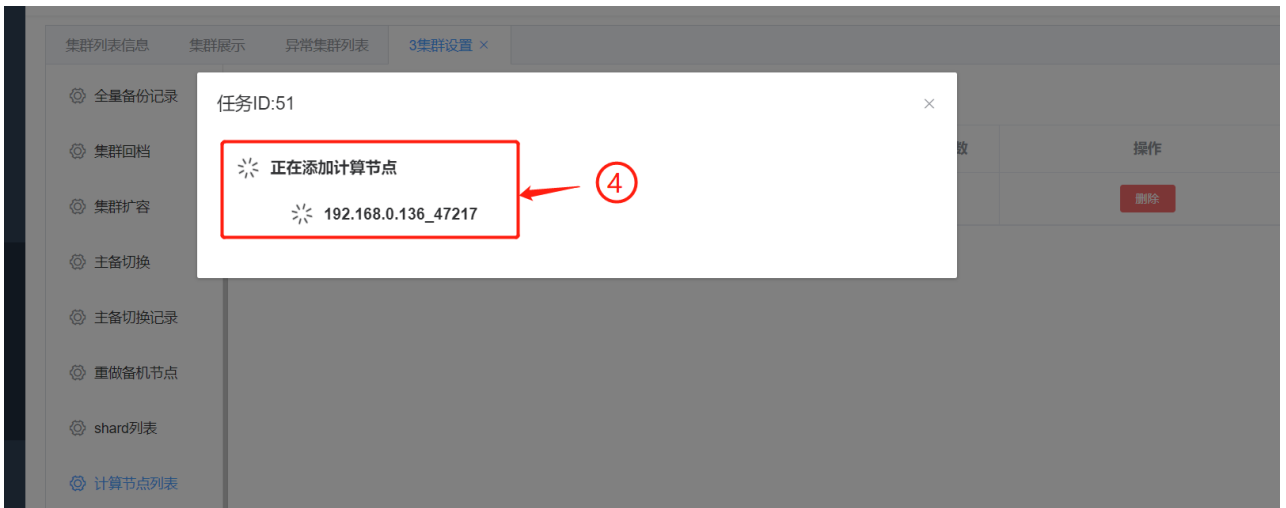 集群列表信息 集群展示 异常集群列表 3集群设置 ×
全量备份记录
任务ID:51 ×
集群回档
数 操作
正在添加计算节点
④
192.168.0.136_47217
删除
集群扩容
主备切换
主备切换记录
重做备机节点
shard列表
计算节点列表